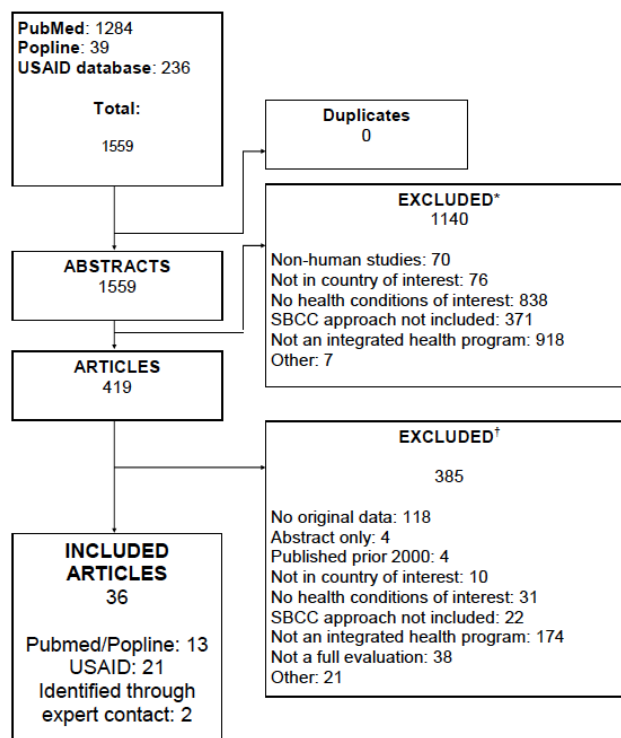 PubMed: 1284
Popline: 39
USAID database: 236
Total:
1559
Duplicates
0
EXCLUDED*
1140
Non-human studies: 70
Not in country of interest: 76
No health conditions of interest: 838
SBCC approach not included: 371
Not an integrated health program: 918
Other: 7
ABSTRACTS
1559
ARTICLES
419
EXCLUDED†
385
No original data: 118
Abstract only: 4
Published prior 2000: 4
Not in country of interest: 10
No health conditions of interest: 31
SBCC approach not included: 22
Not an integrated health program: 174
Not a full evaluation: 38
Other: 21
INCLUDED
ARTICLES
36
Pubmed/Popline: 13
USAID: 21
Identified through
expert contact: 2